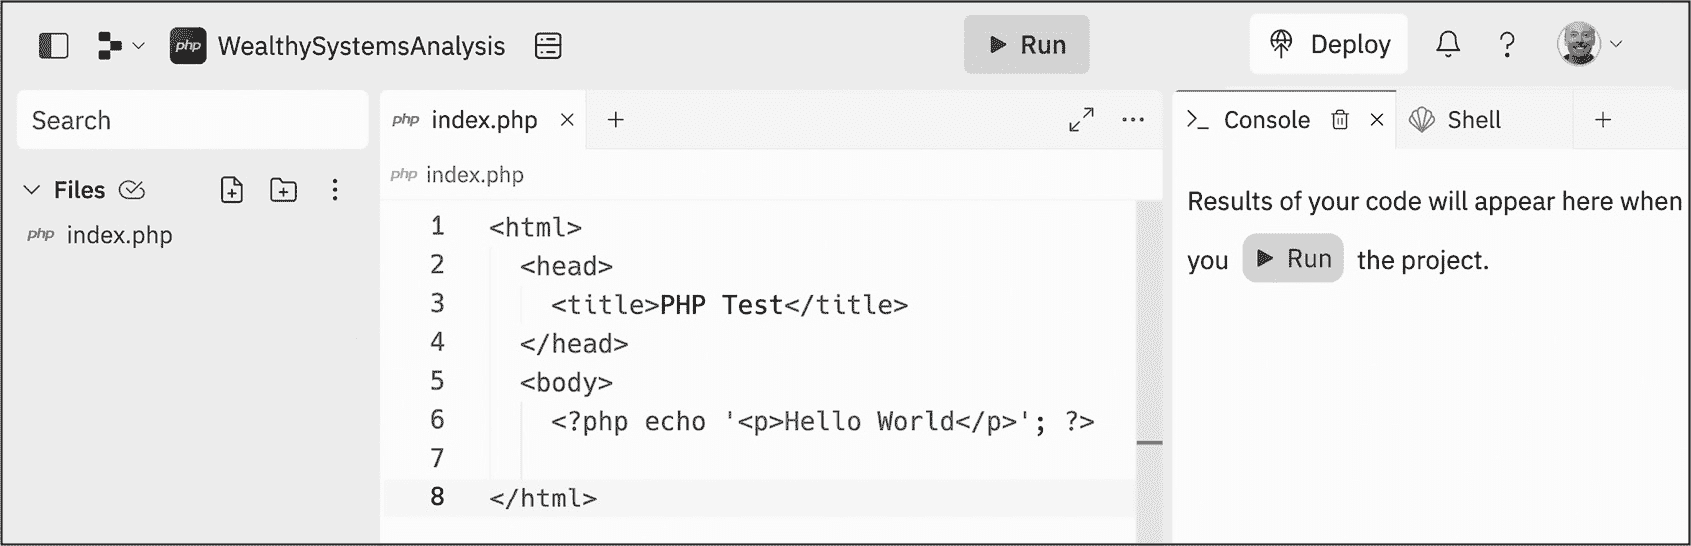 php WealthySystemsAnalysis Run Deploy ?
Search
Files
php index.php
php index.php × +
php index.php
1 <html>
2   <head>
3     <title>PHP Test</title>
4   </head>
5   <body>
6     <?php echo '<p>Hello World</p>'; ?>
7
8 </html>
>_ Console × Shell +
Results of your code will appear here when
you Run the project.